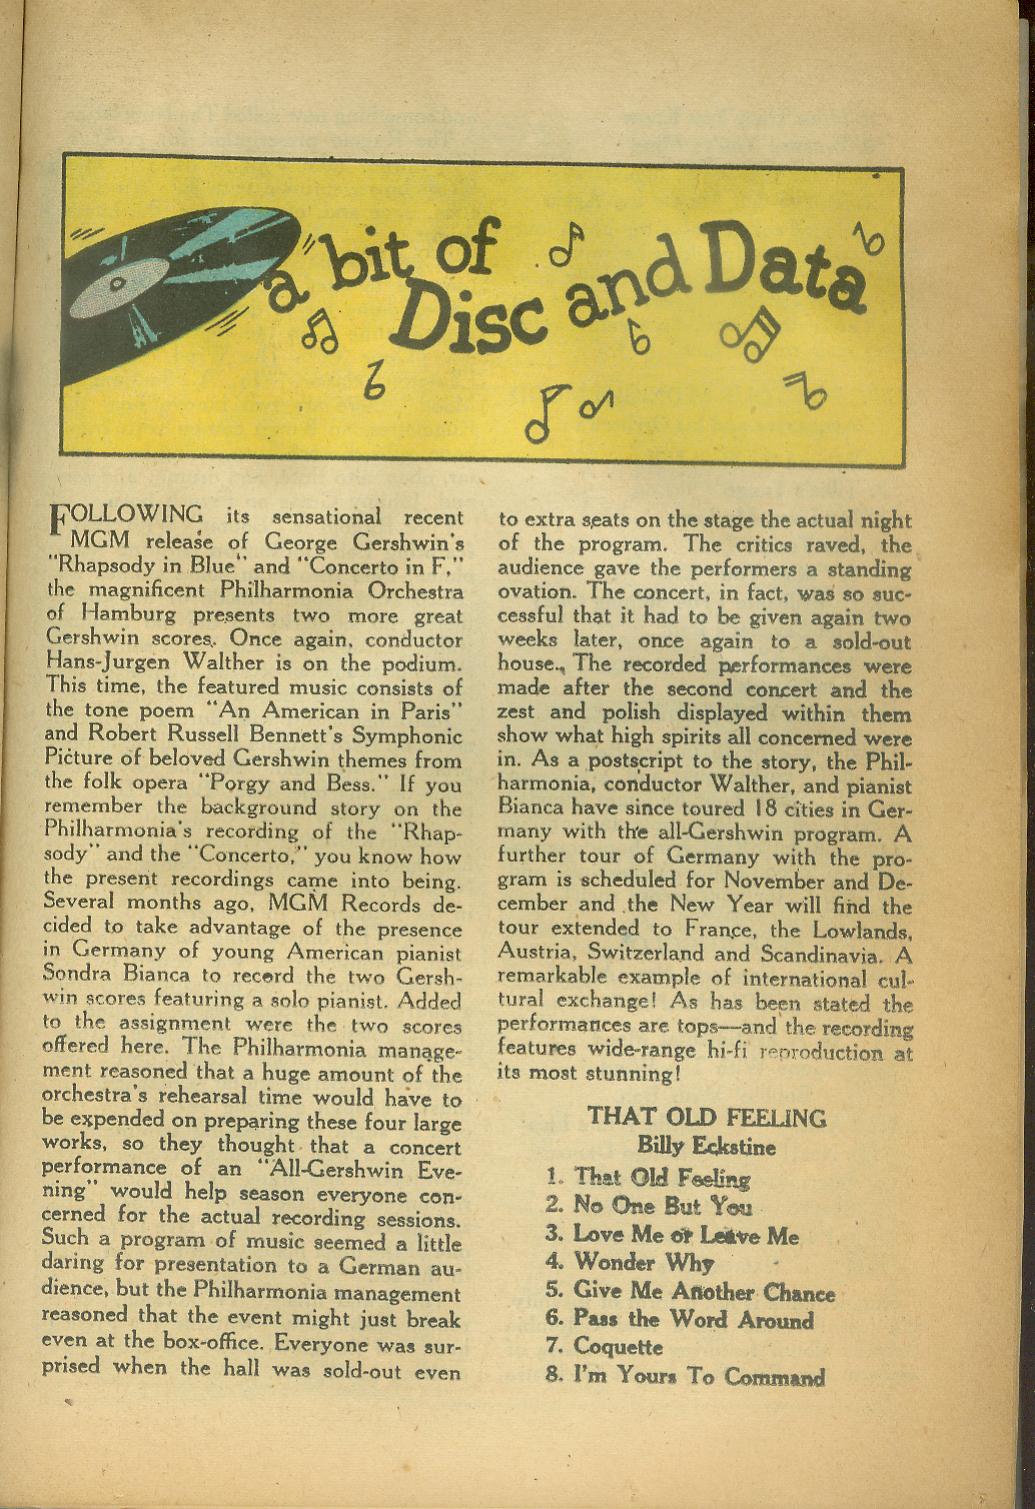 a bit of
Disc and Data
FOLLOWING its sensational recent
MGM release of George Gershwin's
"Rhapsody in Blue" and "Concerto in F,"
the magnificent Philharmonia Orchestra
of Hamburg presents two more great
Gershwin scores. Once again, conductor
Hans-Jurgen Walther is on the podium.
This time, the featured music consists of
the tone poem "An American in Paris"
and Robert Russell Bennett's Symphonic
Picture of beloved Gershwin themes from
the folk opera "Porgy and Bess." If you
remember the background story on the
Philharmonia's recording of the "Rhap-
sody" and the "Concerto," you know how
the present recordings came into being.
Several months ago, MGM Records de-
cided to take advantage of the presence
in Germany of young American pianist
Sondra Bianca to record the two Gersh-
win scores featuring a solo pianist. Added
to the assignment were the two scores
offered here. The Philharmonia manage-
ment reasoned that a huge amount of the
orchestra's rehearsal time would have to
be expended on preparing these four large
works, so they thought that a concert
performance of an "All-Gershwin Eve-
ning" would help season everyone con-
cerned for the actual recording sessions.
Such a program of music seemed a little
daring for presentation to a German au-
dience, but the Philharmonia management
reasoned that the event might just break
even at the box-office. Everyone was sur-
prised when the hall was sold-out even
to extra seats on the stage the actual night
of the program. The critics raved, the
audience gave the performers a standing
ovation. The concert, in fact, was so suc-
cessful that it had to be given again two
weeks later, once again to a sold-out
house. The recorded performances were
made after the second concert and the
zest and polish displayed within them
show what high spirits all concerned were
in. As a postscript to the story, the Phil-
harmonia, conductor Walther, and pianist
Bianca have since toured 18 cities in Ger-
many with the all-Gershwin program. A
further tour of Germany with the pro-
gram is scheduled for November and De-
cember and the New Year will find the
tour extended to France, the Lowlands,
Austria, Switzerland and Scandinavia. A
remarkable example of international cul-
tural exchange! As has been stated the
performances are tops—and the recording
features wide-range hi-fi reproduction at
its most stunning!
THAT OLD FEELING
Billy Eckstine
1. That Old Feeling
2. No One But You
3. Love Me or Leave Me
4. Wonder Why
5. Give Me Another Chance
6. Pass the Word Around
7. Coquette
8. I'm Yours To Command